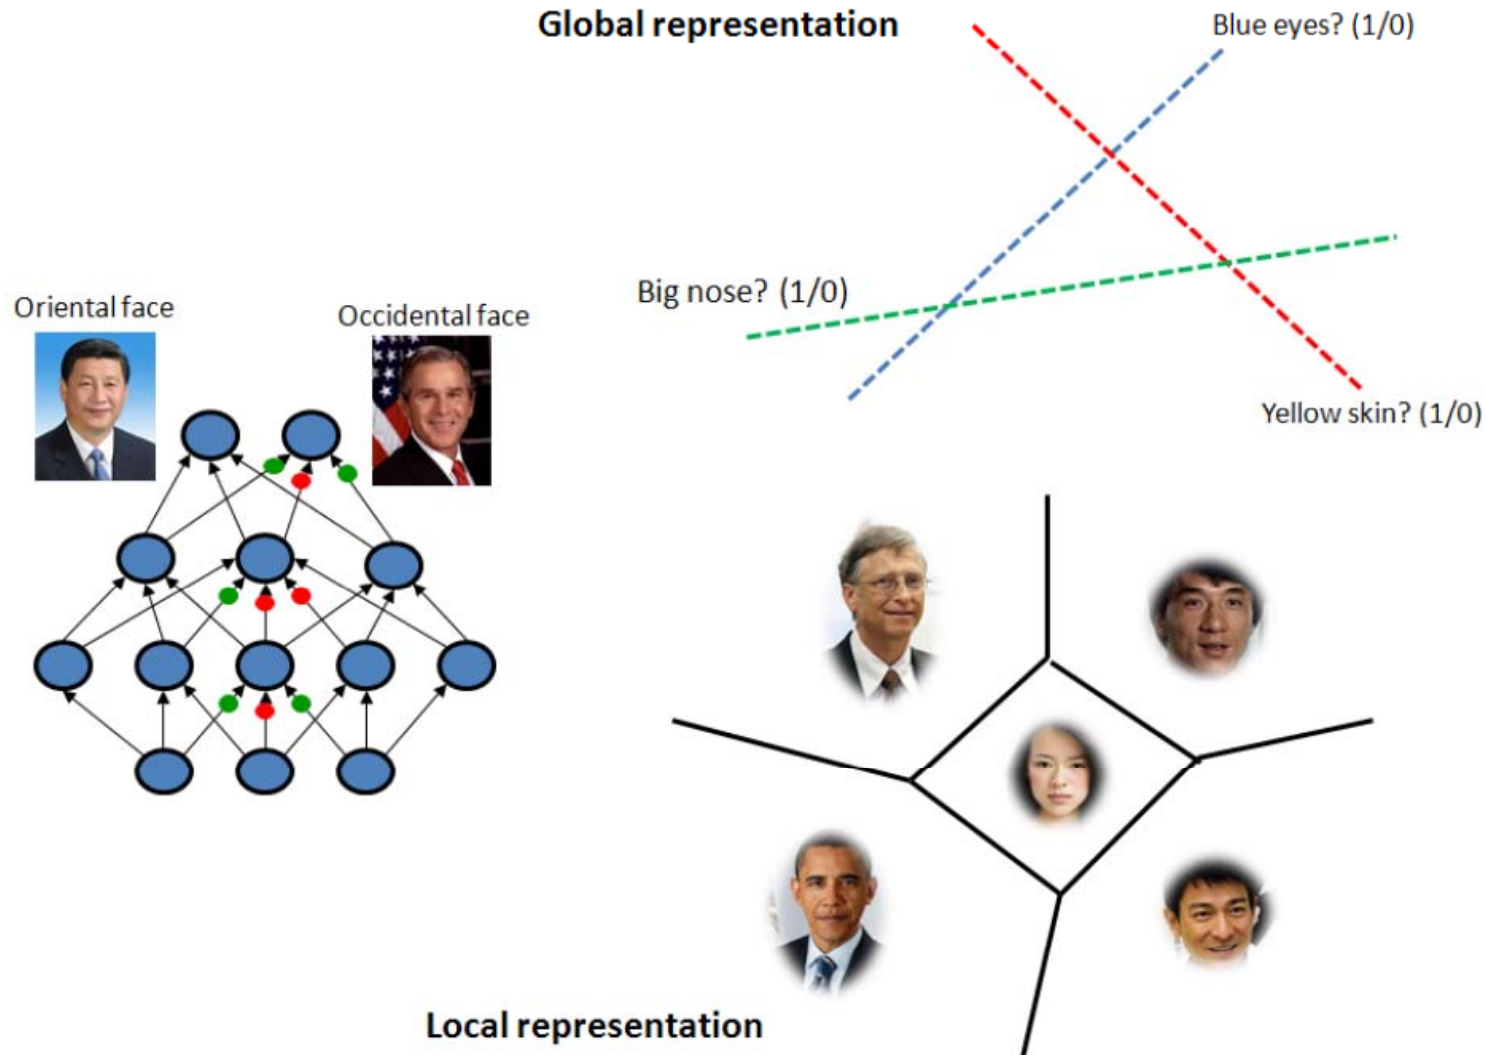 Global representation
Blue eyes? (1/0)
Big nose? (1/0)
Oriental face
Occidental face
Yellow skin? (1/0)
Local representation